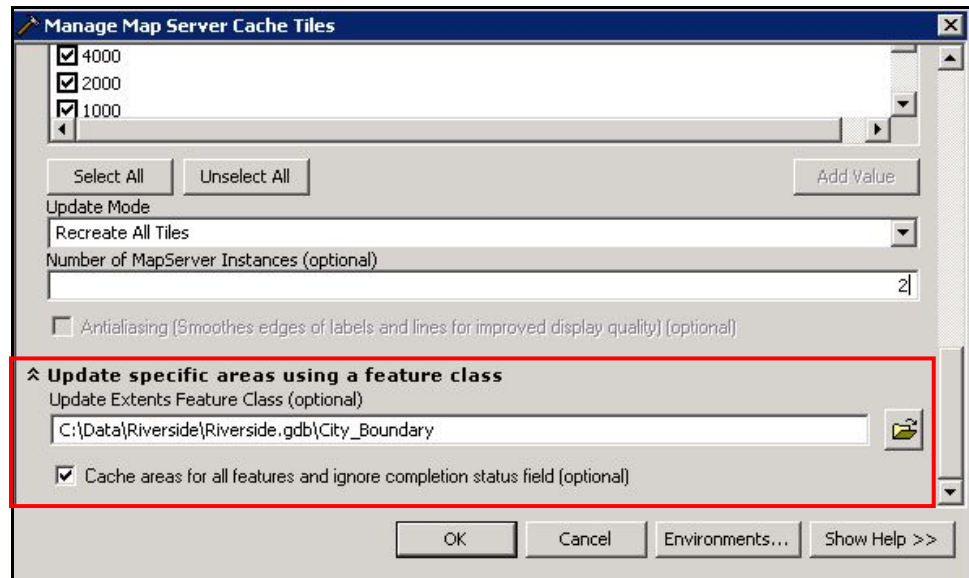 Manage Map Server Cache Tiles
4000
2000
1000
Select All Unselect All Add Value
Update Mode
Recreate All Tiles
Number of MapServer Instances (optional)
2
Antialiasing (Smoothes edges of labels and lines for improved display quality) (optional)
Update specific areas using a feature class
Update Extents Feature Class (optional)
C:\Data\Riverside\Riverside.gdb\City_Boundary
Cache areas for all features and ignore completion status field (optional)
OK Cancel Environments... Show Help >>